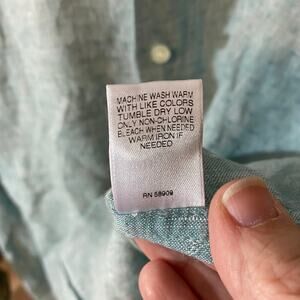 MACHINE WASH WARM
WITH LIKE COLORS
TUMBLE DRY LOW
ONLY NON-CHLORINE
BLEACH WHEN NEEDED
WARM IRON IF
NEEDED
RN 58909